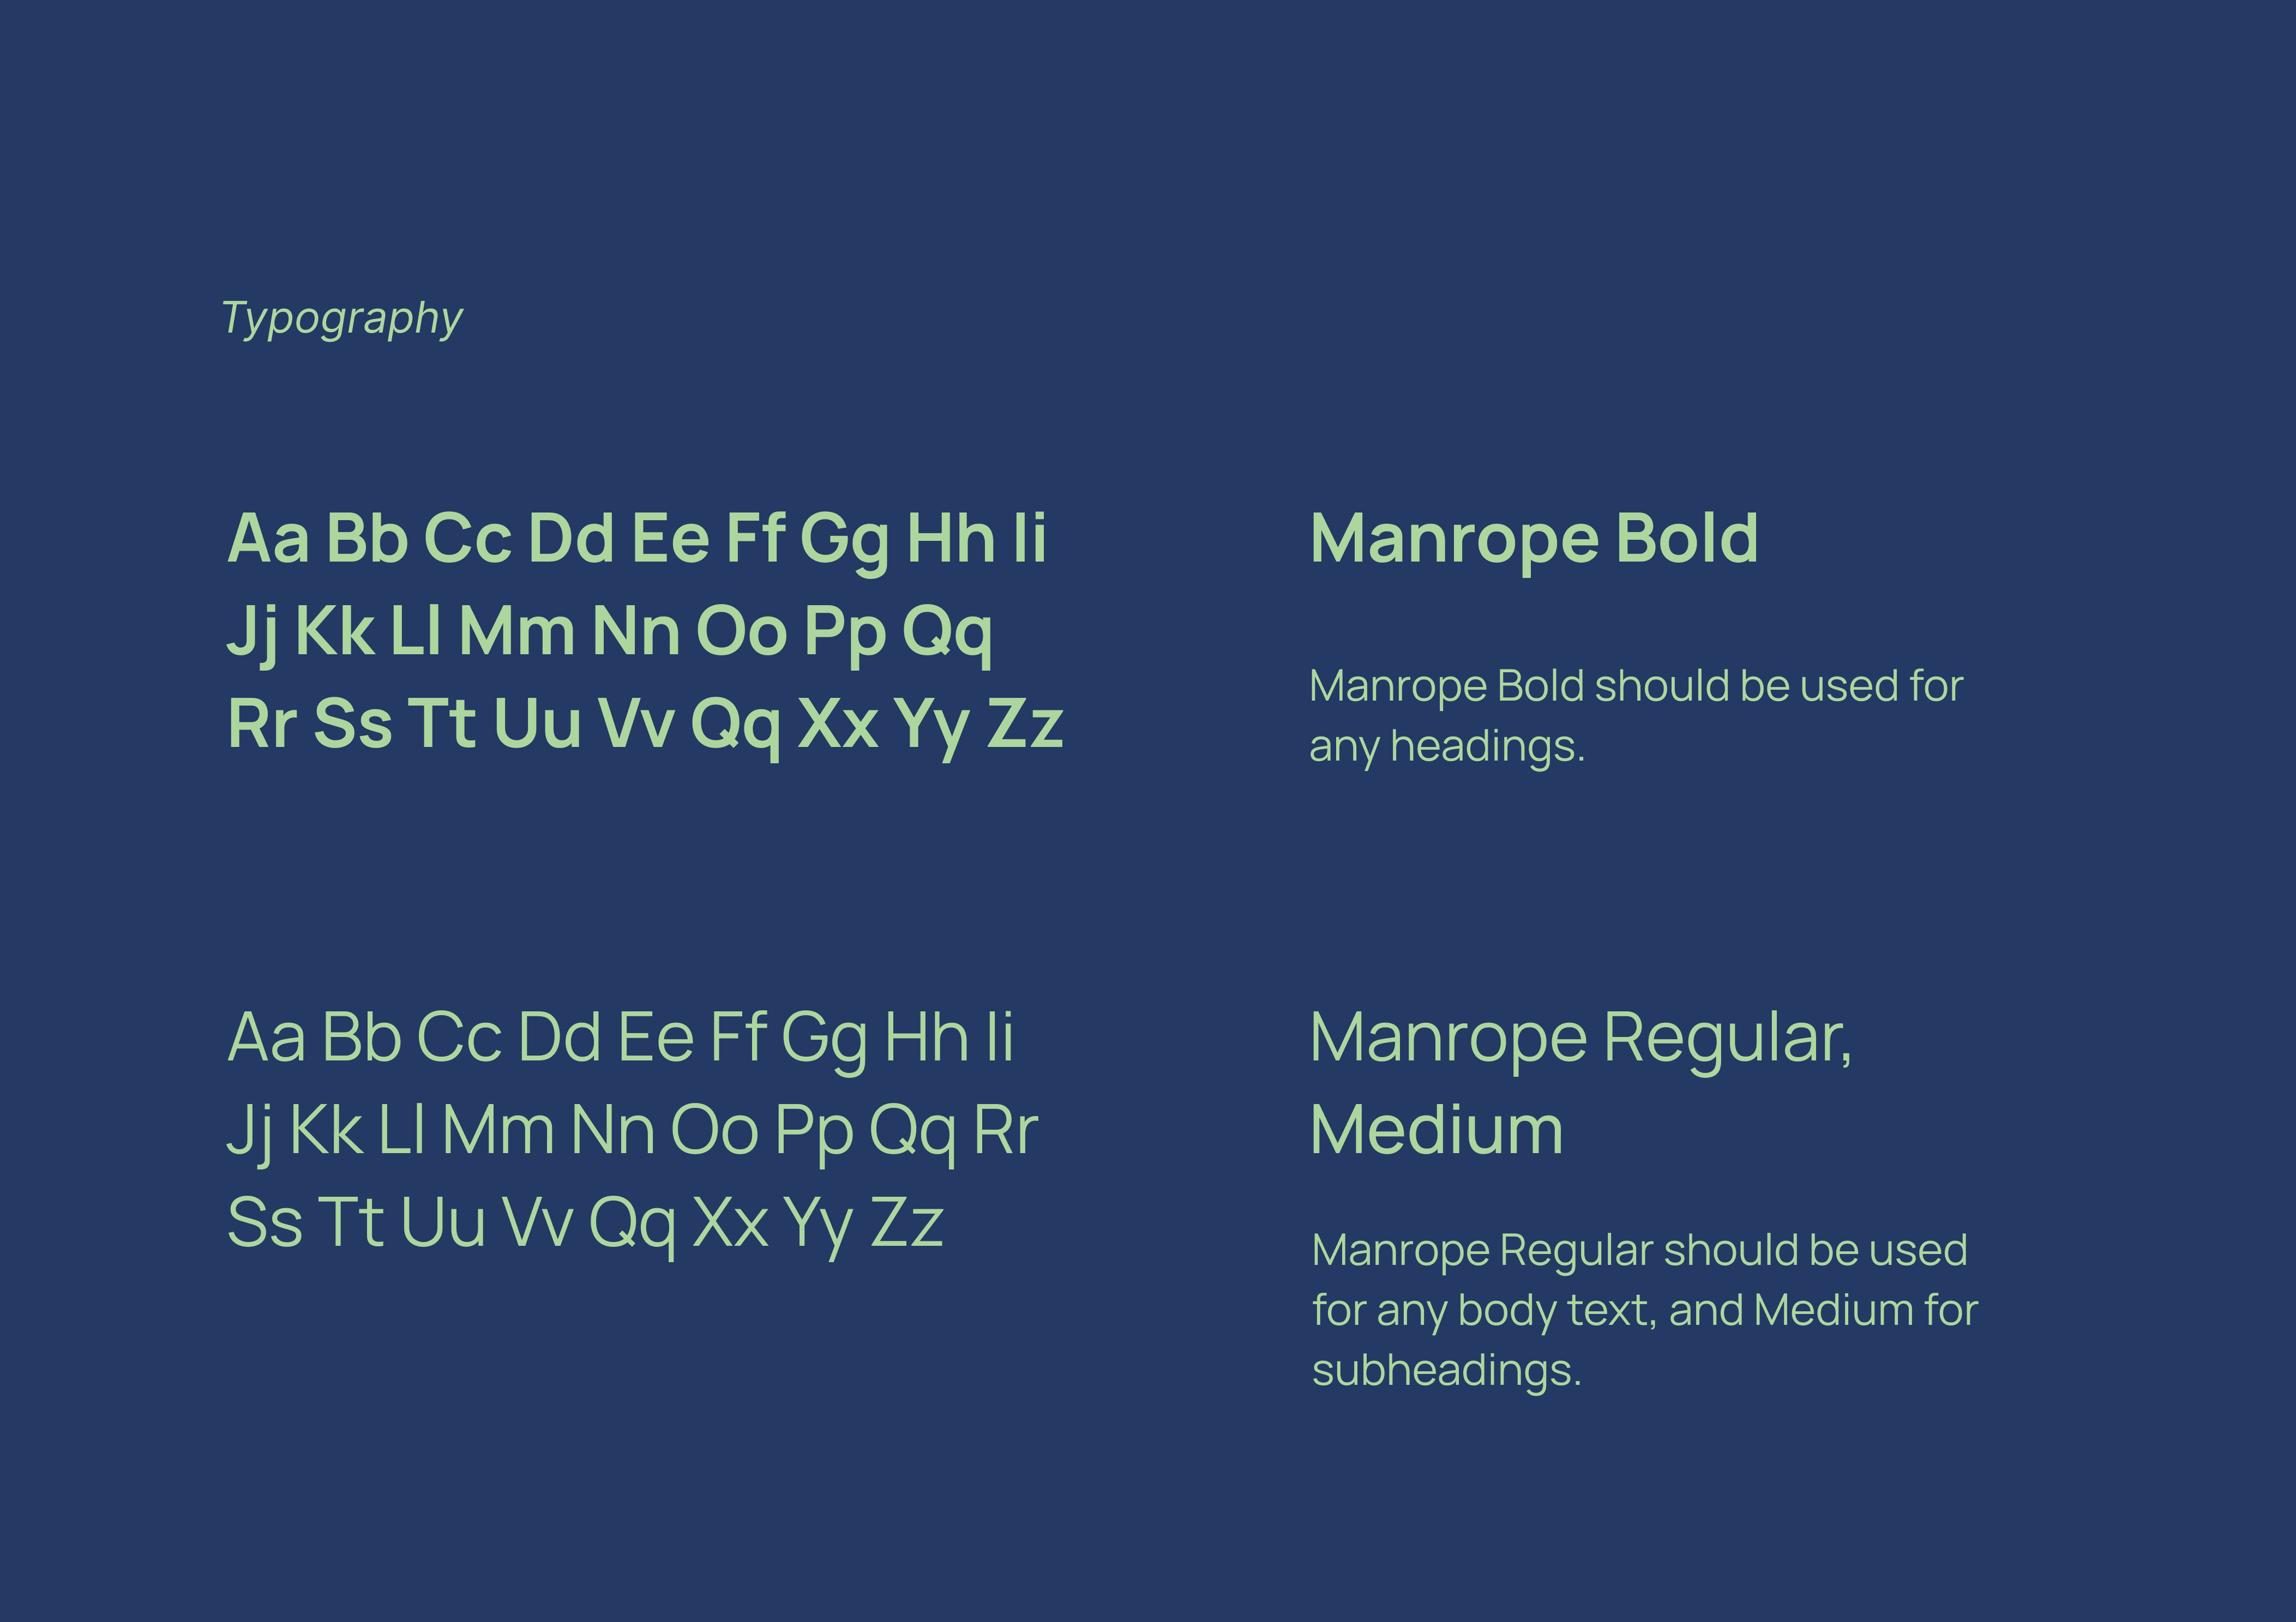 Typography
Aa Bb Cc Dd Ee Ff Gg Hh Ii
Jj Kk Ll Mm Nn Oo Pp Qq
Rr Ss Tt Uu Vv Qq Xx Yy Zz
Manrope Bold
Manrope Bold should be used for
any headings.
Aa Bb Cc Dd Ee Ff Gg Hh Ii
Jj Kk Ll Mm Nn Oo Pp Qq Rr
Ss Tt Uu Vv Qq Xx Yy Zz
Manrope Regular,
Medium
Manrope Regular should be used
for any body text, and Medium for
subheadings.